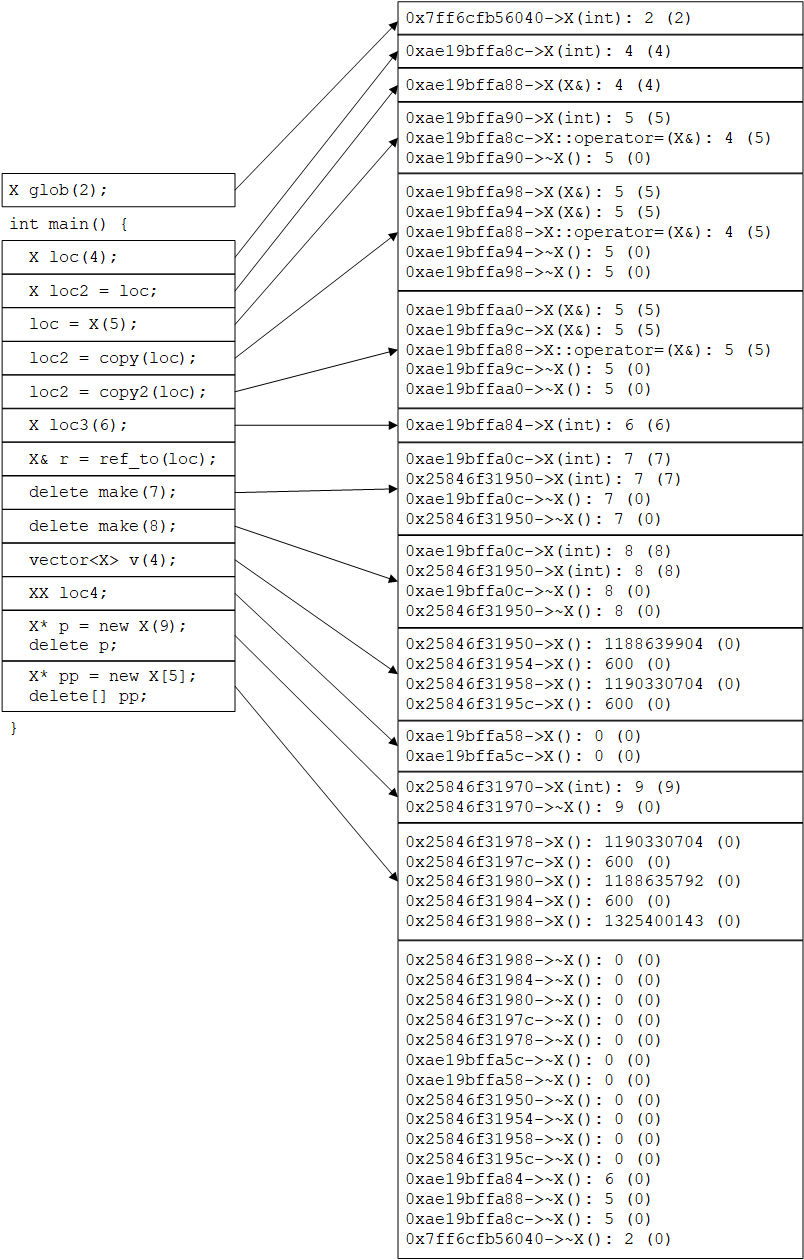 X glob(2);
int main() {
X loc(4);
X loc2 = loc;
loc = X(5);
loc2 = copy(loc);
loc2 = copy2(loc);
X loc3(6);
X& r = ref_to(loc);
delete make(7);
delete make(8);
vector<X> v(4);
XX loc4;
X* p = new X(9);
delete p;
X* pp = new X[5];
delete[] pp;
}
0x7ff6cfb56040->X(int): 2 (2)
0xae19bffa8c->X(int): 4 (4)
0xae19bffa88->X(X&): 4 (4)
0xae19bffa90->X(int): 5 (5)
0xae19bffa8c->X::operator=(X&): 4 (5)
0xae19bffa90->~X(): 5 (0)
0xae19bffa98->X(X&): 5 (5)
0xae19bffa94->X(X&): 5 (5)
0xae19bffa88->X::operator=(X&): 4 (5)
0xae19bffa94->~X(): 5 (0)
0xae19bffa98->~X(): 5 (0)
0xae19bffaa0->X(X&): 5 (5)
0xae19bffa9c->X(X&): 5 (5)
0xae19bffa88->X::operator=(X&): 5 (5)
0xae19bffa9c->~X(): 5 (0)
0xae19bffaa0->~X(): 5 (0)
0xae19bffa84->X(int): 6 (6)
0xae19bffa0c->X(int): 7 (7)
0x25846f31950->X(int): 7 (7)
0xae19bffa0c->~X(): 7 (0)
0x25846f31950->~X(): 7 (0)
0xae19bffa0c->X(int): 8 (8)
0x25846f31950->X(int): 8 (8)
0xae19bffa0c->~X(): 8 (0)
0x25846f31950->~X(): 8 (0)
0x25846f31950->X(): 1188639904 (0)
0x25846f31954->X(): 600 (0)
0x25846f31958->X(): 1190330704 (0)
0x25846f3195c->X(): 600 (0)
0xae19bffa58->X(): 0 (0)
0xae19bffa5c->X(): 0 (0)
0x25846f31970->X(int): 9 (9)
0x25846f31970->~X(): 9 (0)
0x25846f31978->X(): 1190330704 (0)
0x25846f3197c->X(): 600 (0)
0x25846f31980->X(): 1188635792 (0)
0x25846f31984->X(): 600 (0)
0x25846f31988->X(): 1325400143 (0)
0x25846f31988->~X(): 0 (0)
0x25846f31984->~X(): 0 (0)
0x25846f31980->~X(): 0 (0)
0x25846f3197c->~X(): 0 (0)
0x25846f31978->~X(): 0 (0)
0xae19bffa5c->~X(): 0 (0)
0xae19bffa58->~X(): 0 (0)
0x25846f31950->~X(): 0 (0)
0x25846f31954->~X(): 0 (0)
0x25846f31958->~X(): 0 (0)
0x25846f3195c->~X(): 0 (0)
0xae19bffa84->~X(): 6 (0)
0xae19bffa88->~X(): 5 (0)
0xae19bffa8c->~X(): 5 (0)
0x7ff6cfb56040->~X(): 2 (0)